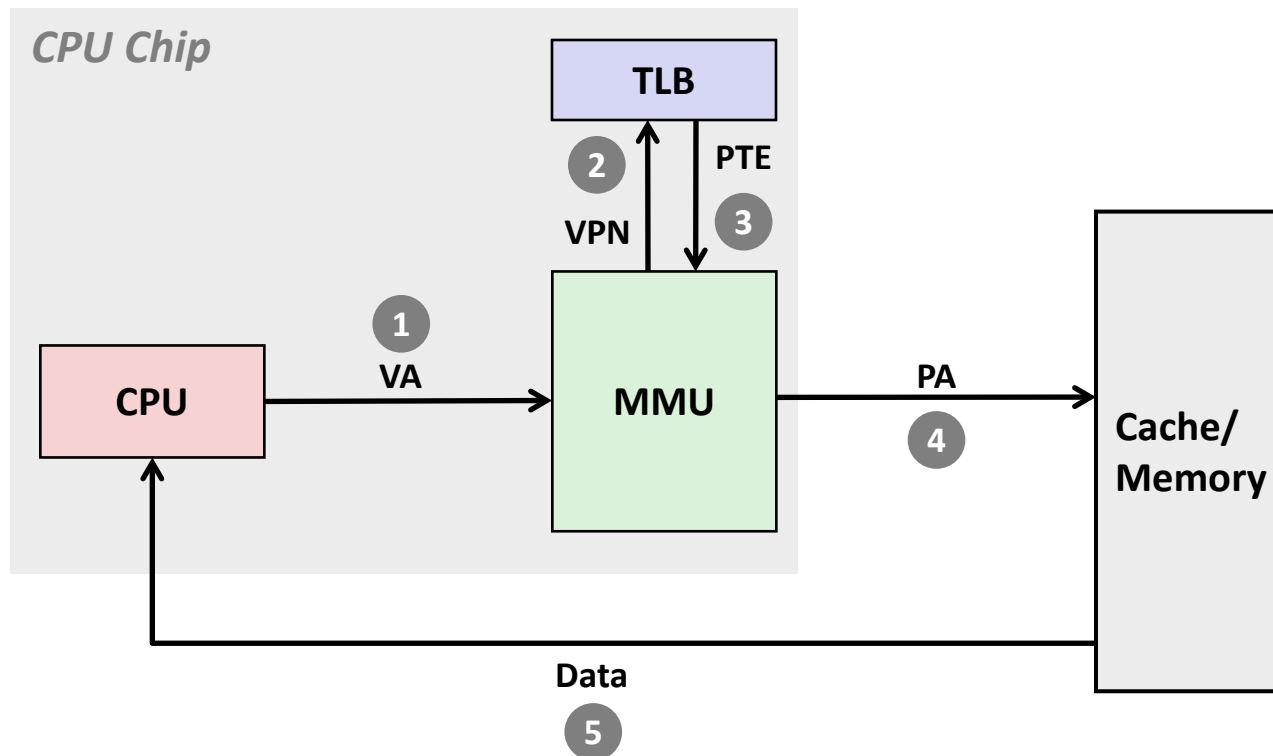 CPU Chip
TLB
2
PTE
VPN
3
1
VA
CPU
MMU
PA
4
Cache/
Memory
Data
5